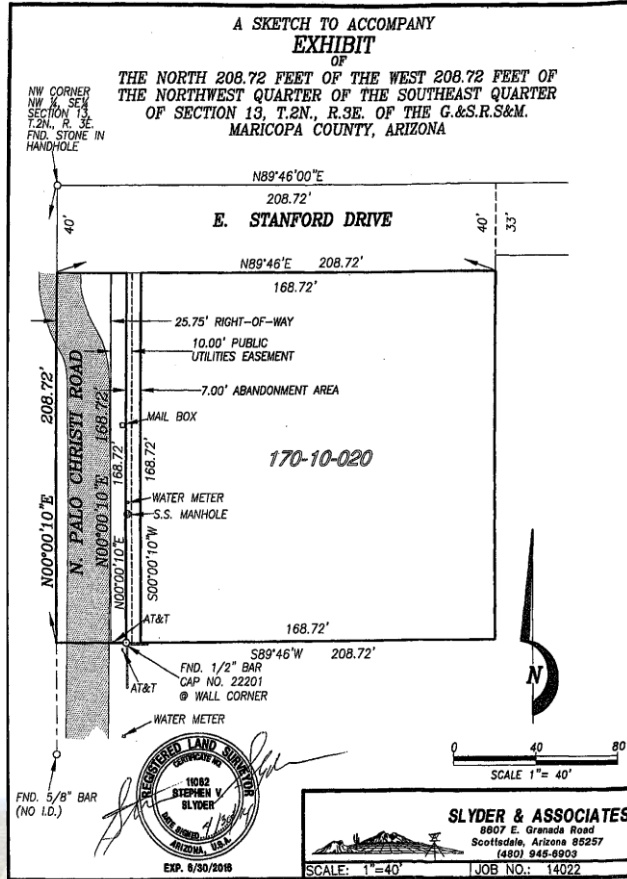 A SKETCH TO ACCOMPANY
EXHIBIT
OF
THE NORTH 208.72 FEET OF THE WEST 208.72 FEET OF
THE NORTHWEST QUARTER OF THE SOUTHEAST QUARTER
OF SECTION 13, T.2N., R.3E. OF THE G.&S.R.S&M.
MARICOPA COUNTY, ARIZONA
NW CORNER
NW ¼, SE¼
SECTION 13,
T.2N., R. 3E.
FND. STONE IN
HANDHOLE
N89°46'00"E
208.72'
40'
E. STANFORD DRIVE
40'
33'
N89°46'E 208.72'
168.72'
25.75' RIGHT-OF-WAY
10.00' PUBLIC
UTILITIES EASEMENT
7.00' ABANDONMENT AREA
MAIL BOX
208.72'
N00°00'10"E
N. PALO CHRISTI ROAD
168.72'
N00°00'10"E
168.72'
N00°00'10"E
168.72'
S00°00'10"W
170-10-020
WATER METER
S.S. MANHOLE
AT&T
168.72'
S89°46'W 208.72'
FND. 1/2" BAR
CAP NO. 22201
@ WALL CORNER
AT&T
WATER METER
N
FND. 5/8" BAR
(NO I.D.)
REGISTERED LAND SURVEYOR
CERTIFICATE NO.
11082
STEPHEN V.
SLYDER
DATE SIGNED
ARIZONA, U.S.A.
EXP. 6/30/2016
0 40 80
SCALE 1"= 40'
SLYDER & ASSOCIATES
8607 E. Granada Road
Scottsdale, Arizona 85257
(480) 945-6903
SCALE: 1"=40'
JOB NO.: 14022